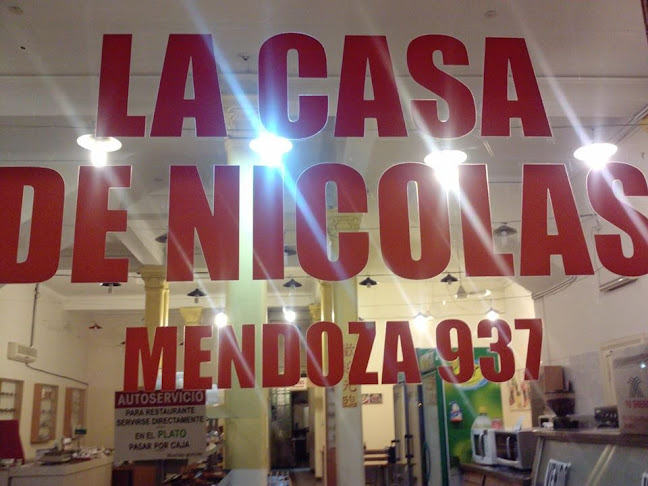 LA CASA
DE NICOLAS
MENDOZA 937
AUTOSERVICIO
PARA RESTAURANTE
SERVIRSE DIRECTAMENTE
EN EL PLATO
PASAR POR CAJA